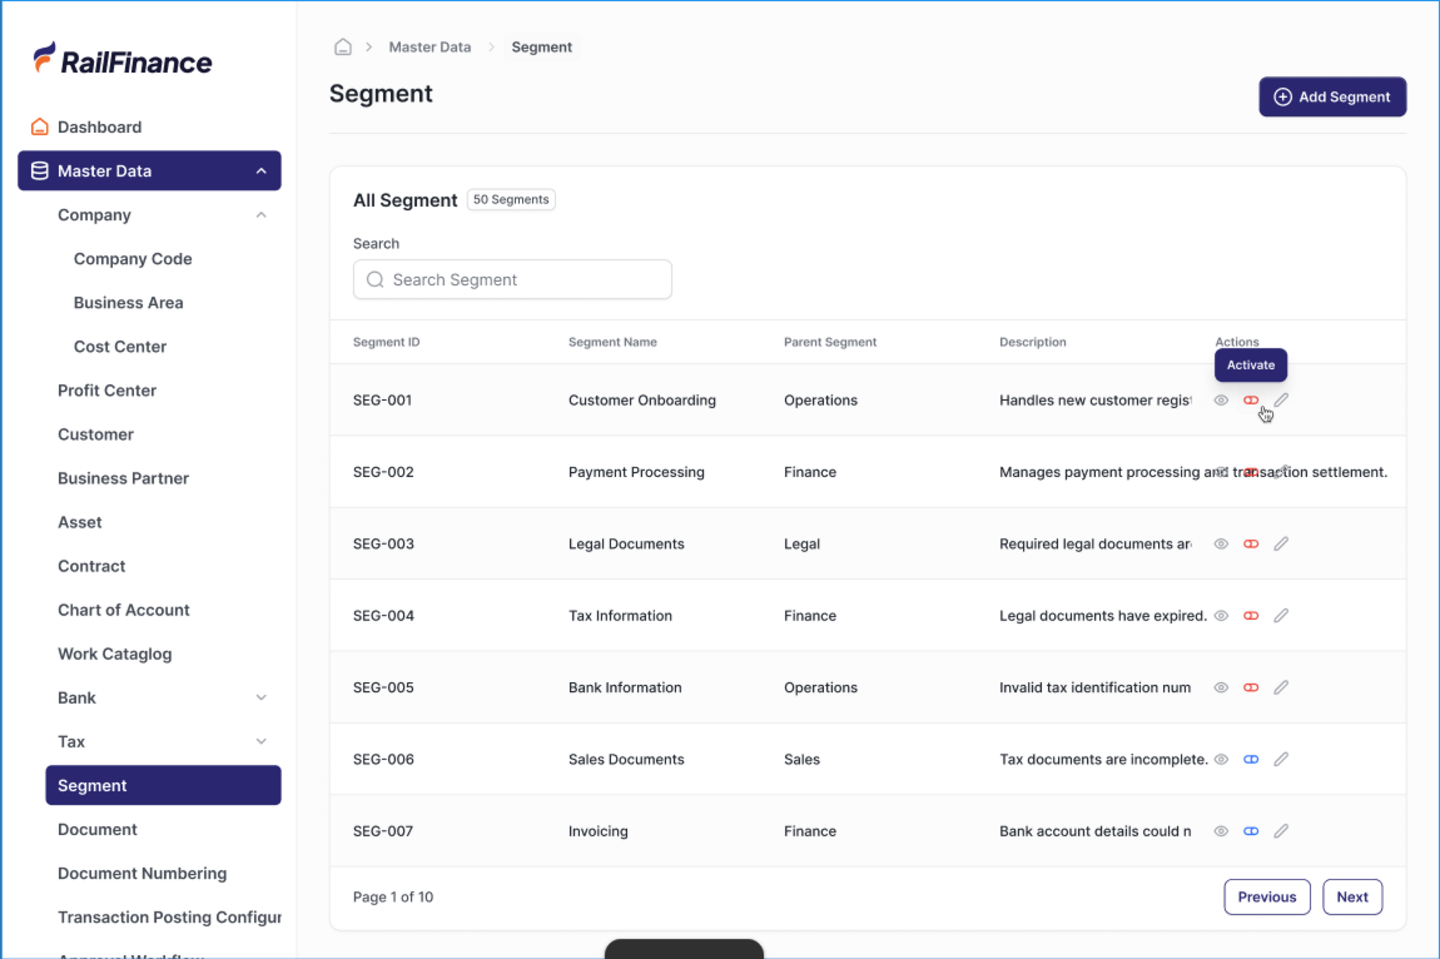 RailFinance
Dashboard
Master Data
Company
Company Code
Business Area
Cost Center
Profit Center
Customer
Business Partner
Asset
Contract
Chart of Account
Work Cataglog
Bank
Tax
Segment
Document
Document Numbering
Transaction Posting Configur
Approval Workflow
Master Data
Segment
Segment
Add Segment
All Segment
50 Segments
Search
Search Segment
Segment ID Segment Name Parent Segment Description Actions
Activate
SEG-001 Customer Onboarding Operations Handles new customer regist
SEG-002 Payment Processing Finance Manages payment processing and transaction settlement.
SEG-003 Legal Documents Legal Required legal documents are
SEG-004 Tax Information Finance Legal documents have expired.
SEG-005 Bank Information Operations Invalid tax identification num
SEG-006 Sales Documents Sales Tax documents are incomplete.
SEG-007 Invoicing Finance Bank account details could n
Page 1 of 10
Previous
Next